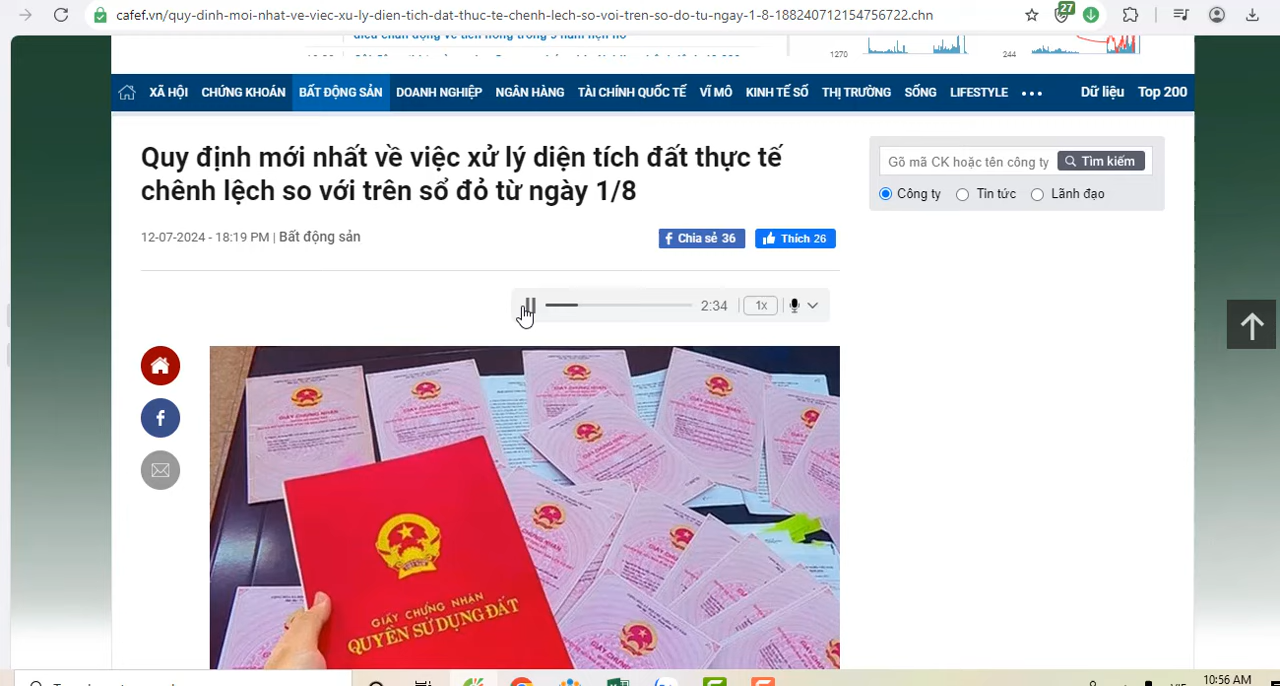 cafef.vn/quy-dinh-moi-nhat-ve-viec-xu-ly-dien-tich-dat-thuc-te-chenh-lech-so-voi-tren-so-do-tu-ngay-1-8-188240712154756722.chn
27
1270
244
XÃ HỘI CHỨNG KHOÁN BẤT ĐỘNG SẢN DOANH NGHIỆP NGÂN HÀNG TÀI CHÍNH QUỐC TẾ VĨ MÔ KINH TẾ SỐ THỊ TRƯỜNG SỐNG LIFESTYLE ••• Dữ liệu Top 200
Quy định mới nhất về việc xử lý diện tích đất thực tế
chênh lệch so với trên sổ đỏ từ ngày 1/8
Gõ mã CK hoặc tên công ty Tìm kiếm
Công ty Tin tức Lãnh đạo
12-07-2024 - 18:19 PM | Bất động sản
Chia sẻ 36 Thích 26
2:34 1x
GIẤY CHỨNG NHẬN
QUYỀN SỬ DỤNG ĐẤT
10:56 AM